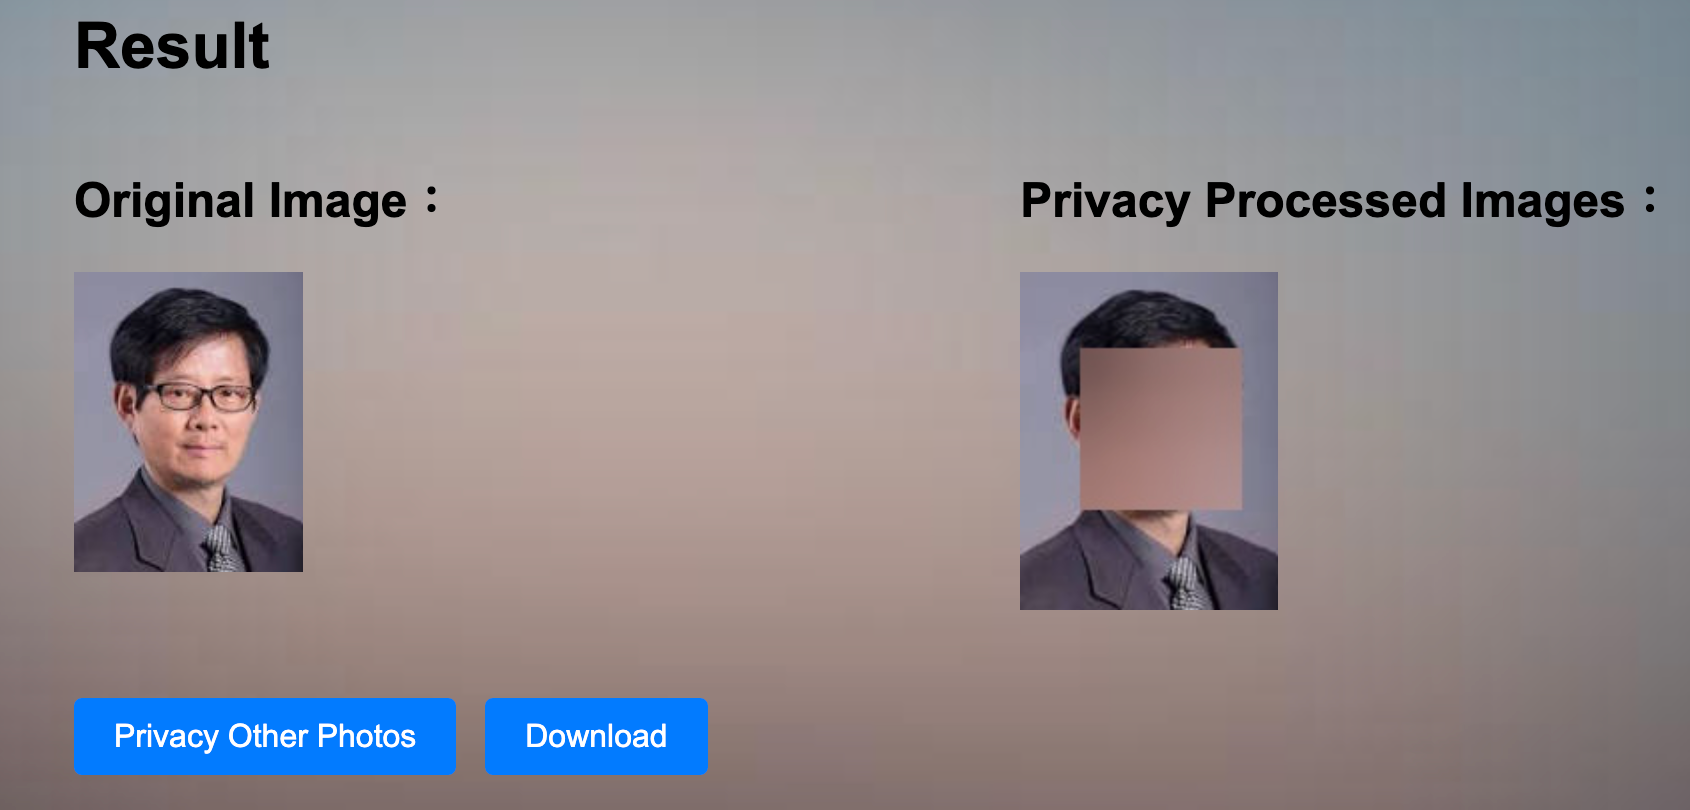 Result
Original Image：
Privacy Processed Images：
Privacy Other Photos
Download